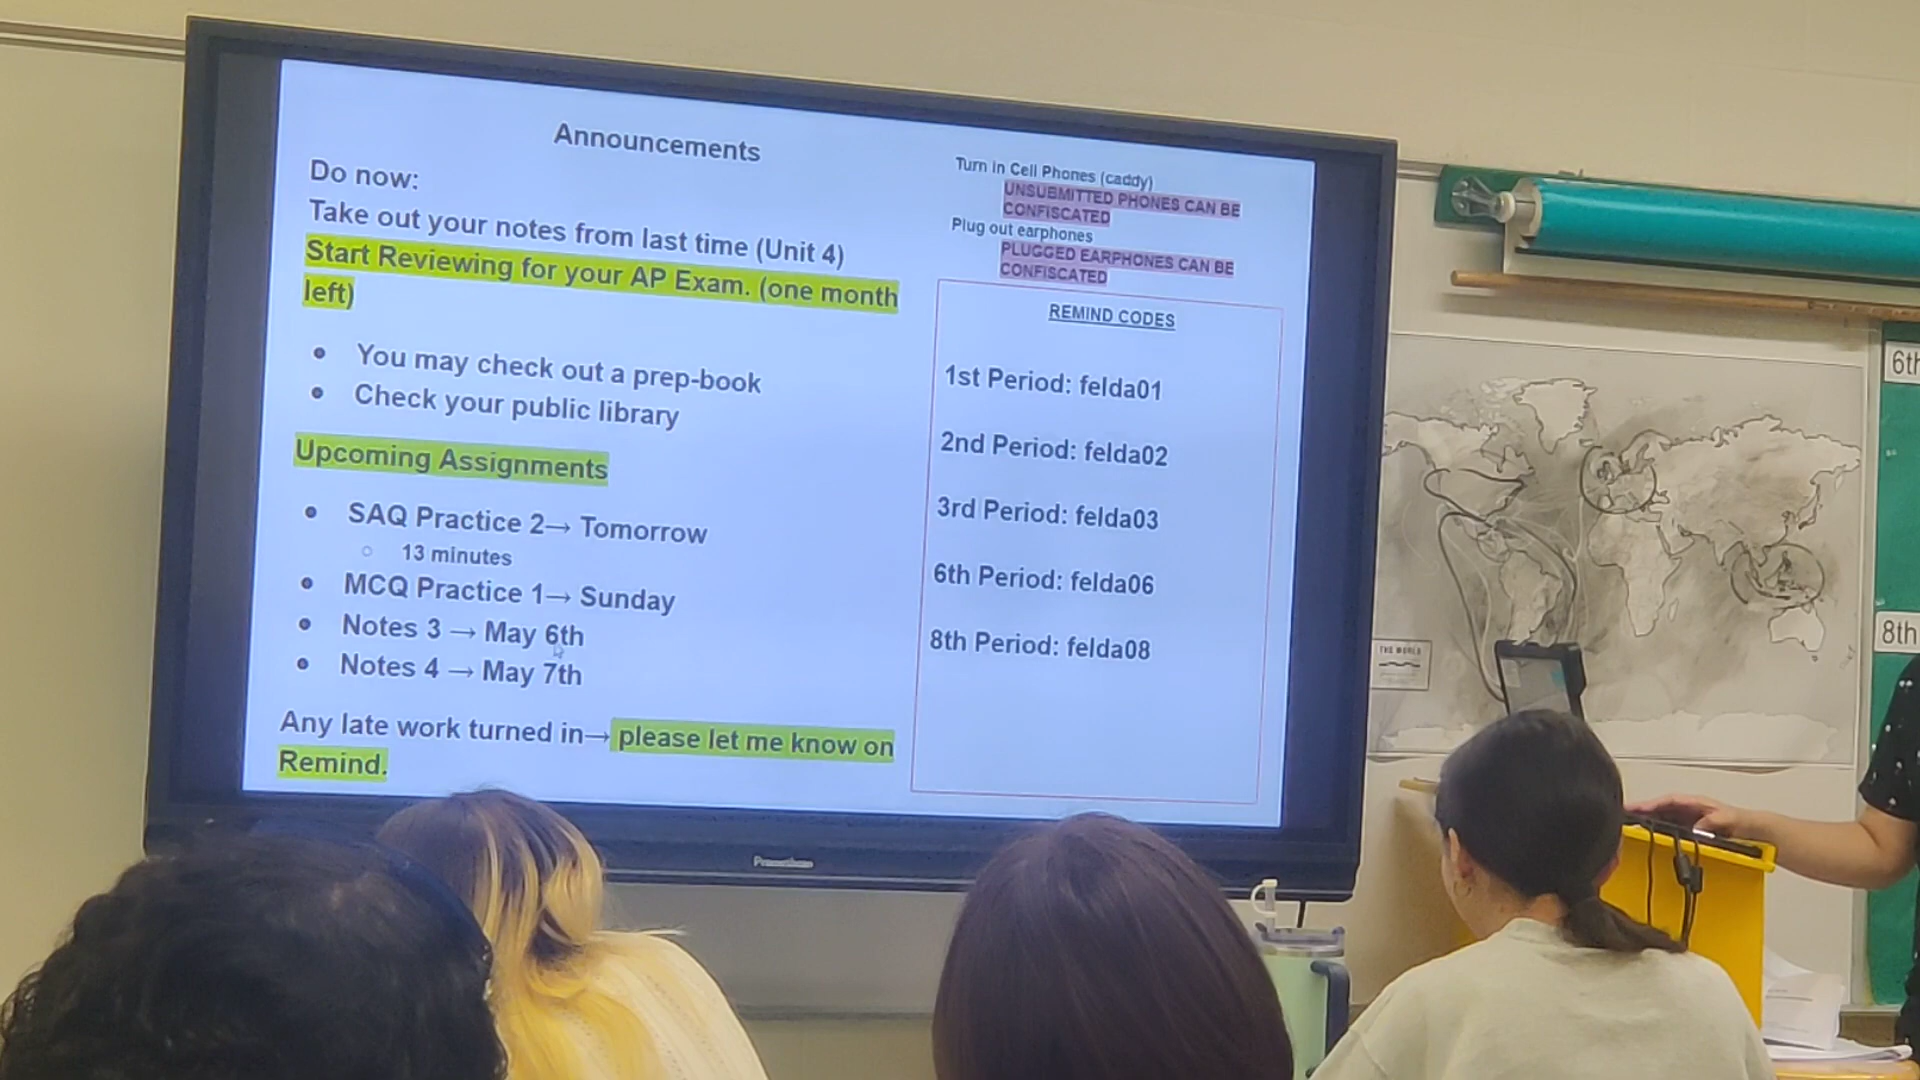 Announcements
Do now:
Take out your notes from last time (Unit 4)
Start Reviewing for your AP Exam. (one month
left)
● You may check out a prep-book
● Check your public library
Upcoming Assignments
● SAQ Practice 2→ Tomorrow
○ 13 minutes
● MCQ Practice 1→ Sunday
● Notes 3 → May 6th
● Notes 4 → May 7th
Any late work turned in→ please let me know on
Remind.
Turn in Cell Phones (caddy)
UNSUBMITTED PHONES CAN BE
CONFISCATED
Plug out earphones
PLUGGED EARPHONES CAN BE
CONFISCATED
REMIND CODES
1st Period: felda01
2nd Period: felda02
3rd Period: felda03
6th Period: felda06
8th Period: felda08
Promethean
THE WORLD
6th
8th